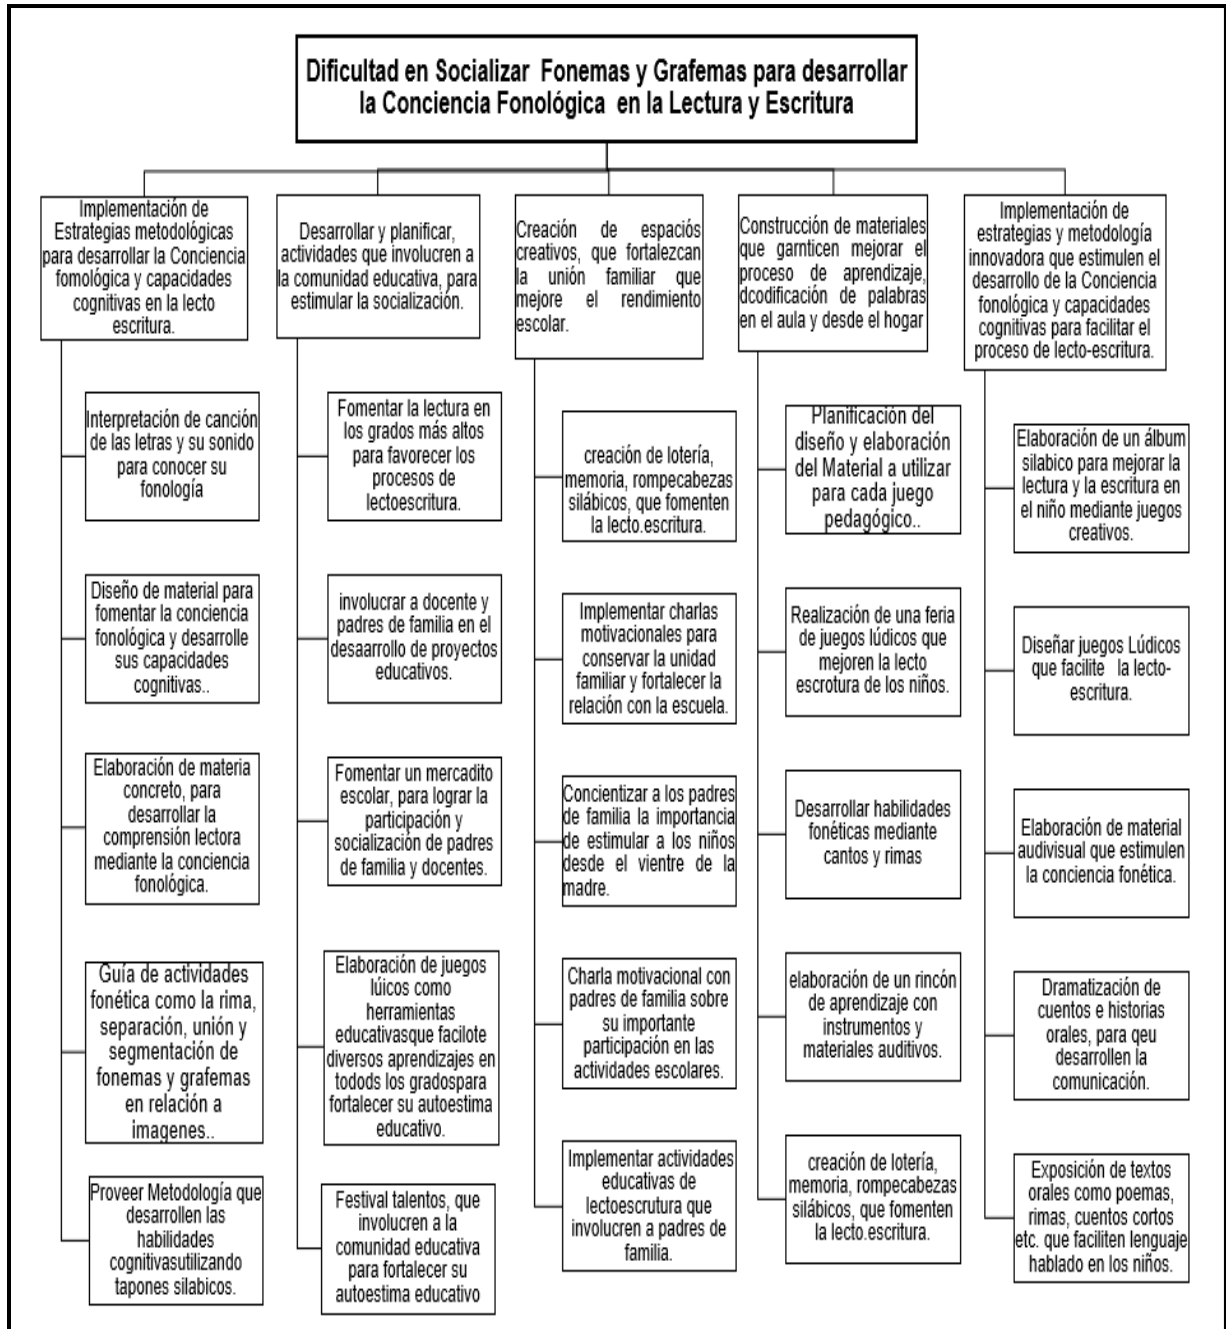 Dificultad en Socializar Fonemas y Grafemas para desarrollar
la Conciencia Fonológica en la Lectura y Escritura
Implementación de
Estrategias metodológicas
para desarrollar la Conciencia
fomológica y capacidades
cognitivas en la lecto
escritura.
Interpretación de canción
de las letras y su sonido
para conocer su
fonología
Diseño de material para
fomentar la conciencia
fonológica y desarrolle
sus capacidades
cognitivas..
Elaboración de materia
concreto, para
desarrollar la
comprensión lectora
mediante la conciencia
fonológica.
Guía de actividades
fonética como la rima,
separación, unión y
segmentación de
fonemas y grafemas
en relación a
imagenes..
Proveer Metodología que
desarrollen las
habilidades
cognitivasutilizando
tapones silabicos.
Desarrollar y planificar,
actividades que involucren a
la comunidad educativa, para
estimular la socialización.
Fomentar la lectura en
los grados más altos
para favorecer los
procesos de
lectoescritura.
involucrar a docente y
padres de familia en el
desaarrollo de proyectos
educativos.
Fomentar un mercadito
escolar, para lograr la
participación y
socialización de padres
de familia y docentes.
Elaboración de juegos
lúicos como
herramientas
educativasque facilote
diversos aprendizajes en
todods los gradospara
fortalecer su autoestima
educativo.
Festival talentos, que
involucren a la
comunidad educativa
para fortalecer su
autoestima educativo
Creación de espaciós
creativos, que fortalezcan
la unión familiar que
mejore el rendimiento
escolar.
creación de lotería,
memoria, rompecabezas
silábicos, que fomenten
la lecto.escritura.
Implementar charlas
motivacionales para
conservar la unidad
familiar y fortalecer la
relación con la escuela.
Concientizar a los padres
de familia la importancia
de estimular a los niños
desde el vientre de la
madre.
Charla motivacional con
padres de familia sobre
su importante
participación en las
actividades escolares.
Implementar actividades
educativas de
lectoescrutura que
involucren a padres de
familia.
Construcción de materiales
que garnticen mejorar el
proceso de aprendizaje,
dcodificación de palabras
en el aula y desde el hogar
Planificación del
diseño y elaboración
del Material a utilizar
para cada juego
pedagógico..
Realización de una feria
de juegos lúdicos que
mejoren la lecto
escrotura de los niños.
Desarrollar habilidades
fonéticas mediante
cantos y rimas
elaboración de un rincón
de aprendizaje con
instrumentos y
materiales auditivos.
creación de lotería,
memoria, rompecabezas
silábicos, que fomenten
la lecto.escritura.
Implementación de
estrategias y metodología
innovadora que estimulen el
desarrollo de la Conciencia
fonológica y capacidades
cognitivas para facilitar el
proceso de lecto-escritura.
Elaboración de un álbum
silabico para mejorar la
lectura y la escritura en
el niño mediante juegos
creativos.
Diseñar juegos Lúdicos
que facilite la lecto-
escritura.
Elaboración de material
audivisual que estimulen
la conciencia fonética.
Dramatización de
cuentos e historias
orales, para qeu
desarrollen la
comunicación.
Exposición de textos
orales como poemas,
rimas, cuentos cortos
etc. que faciliten lenguaje
hablado en los niños.